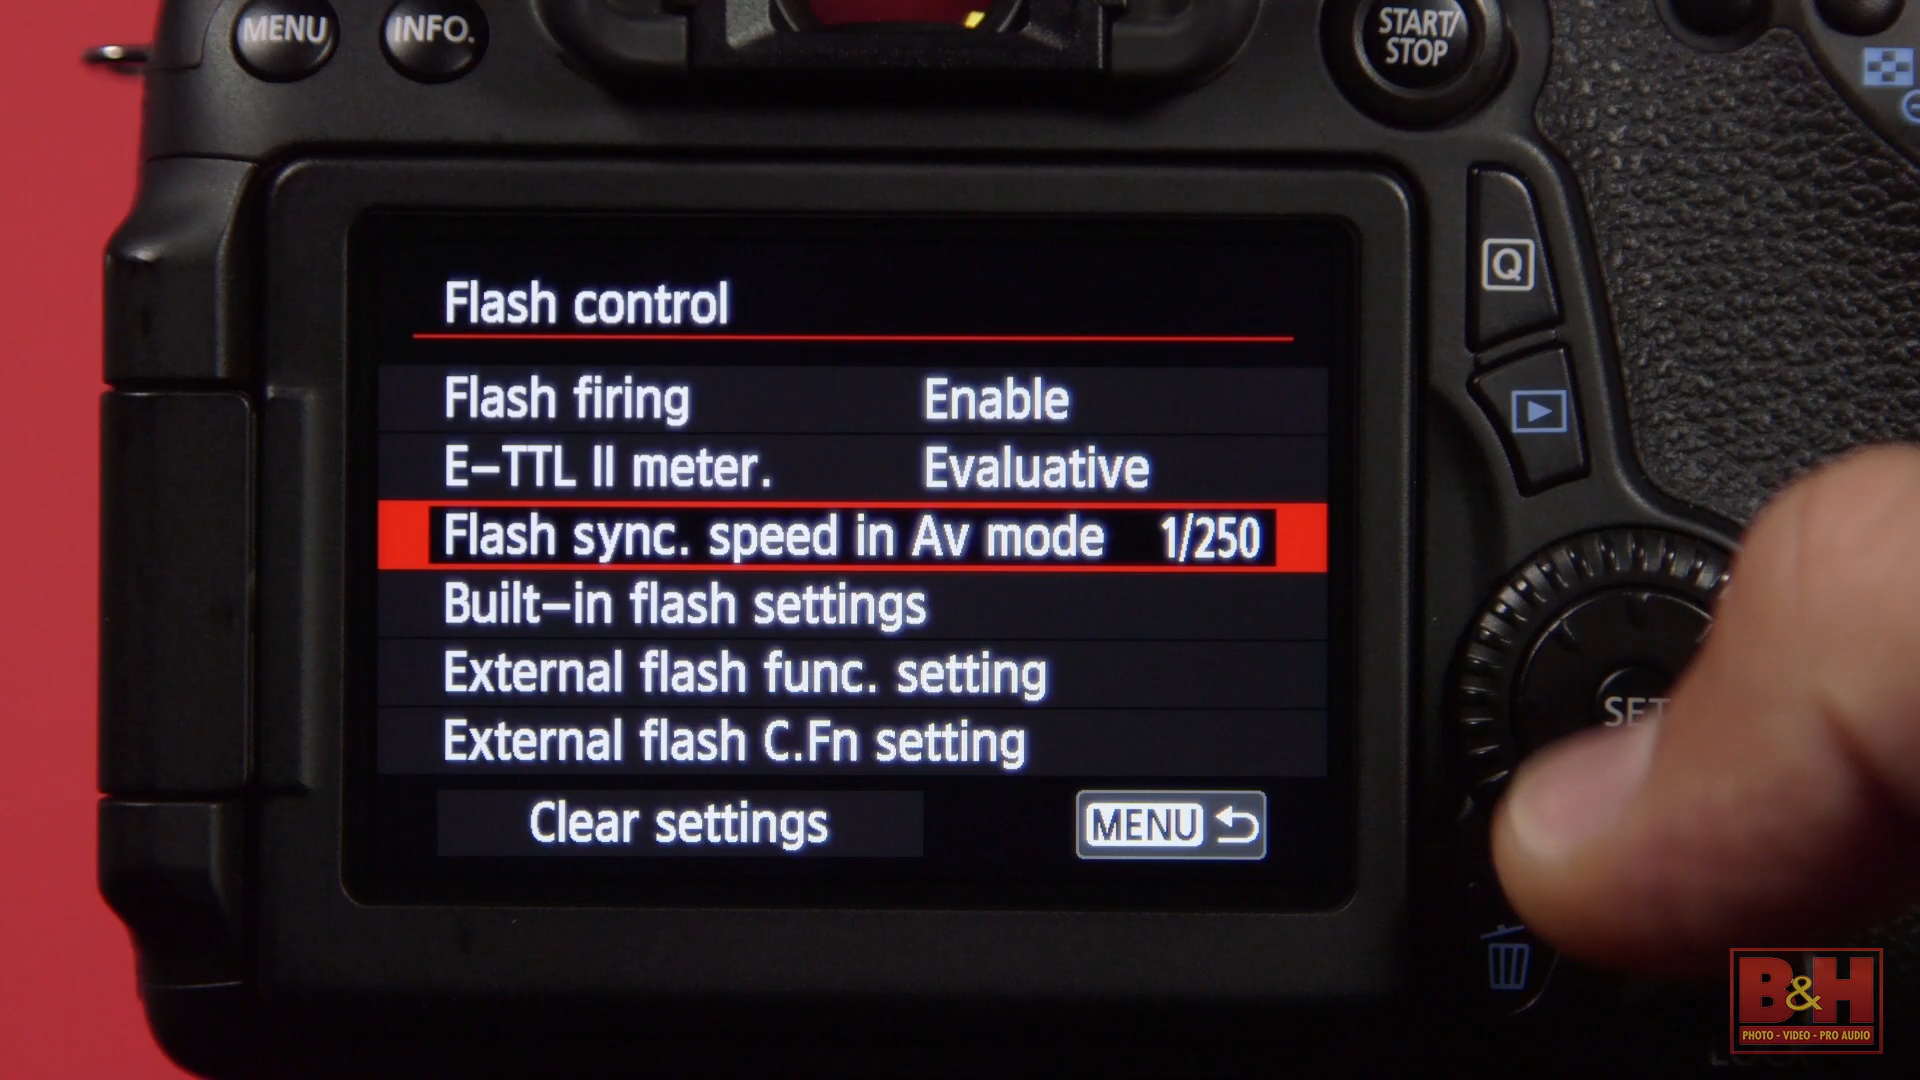 MENU
INFO.
START/
STOP
Q
Flash control
Flash firing Enable
E-TTL II meter. Evaluative
Flash sync. speed in Av mode 1/250
Built-in flash settings
External flash func. setting
External flash C.Fn setting
Clear settings MENU
SET
B&H
PHOTO - VIDEO - PRO AUDIO